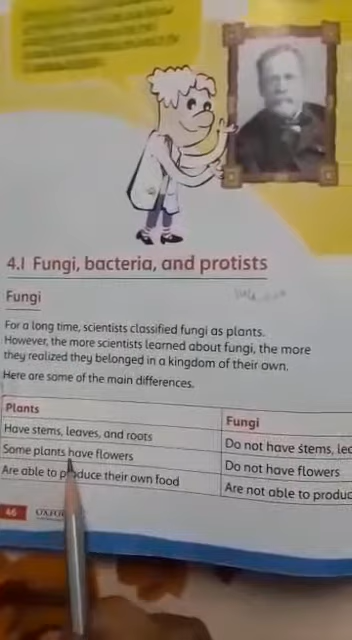 4.1 Fungi, bacteria, and protists
Fungi
For a long time, scientists classified fungi as plants.
However, the more scientists learned about fungi, the more
they realized they belonged in a kingdom of their own.
Here are some of the main differences.
Plants
Fungi
Have stems, leaves, and roots
Do not have stems,
Some plants have flowers
Do not have flowers
Are able to produce their own food
Are not able to
46